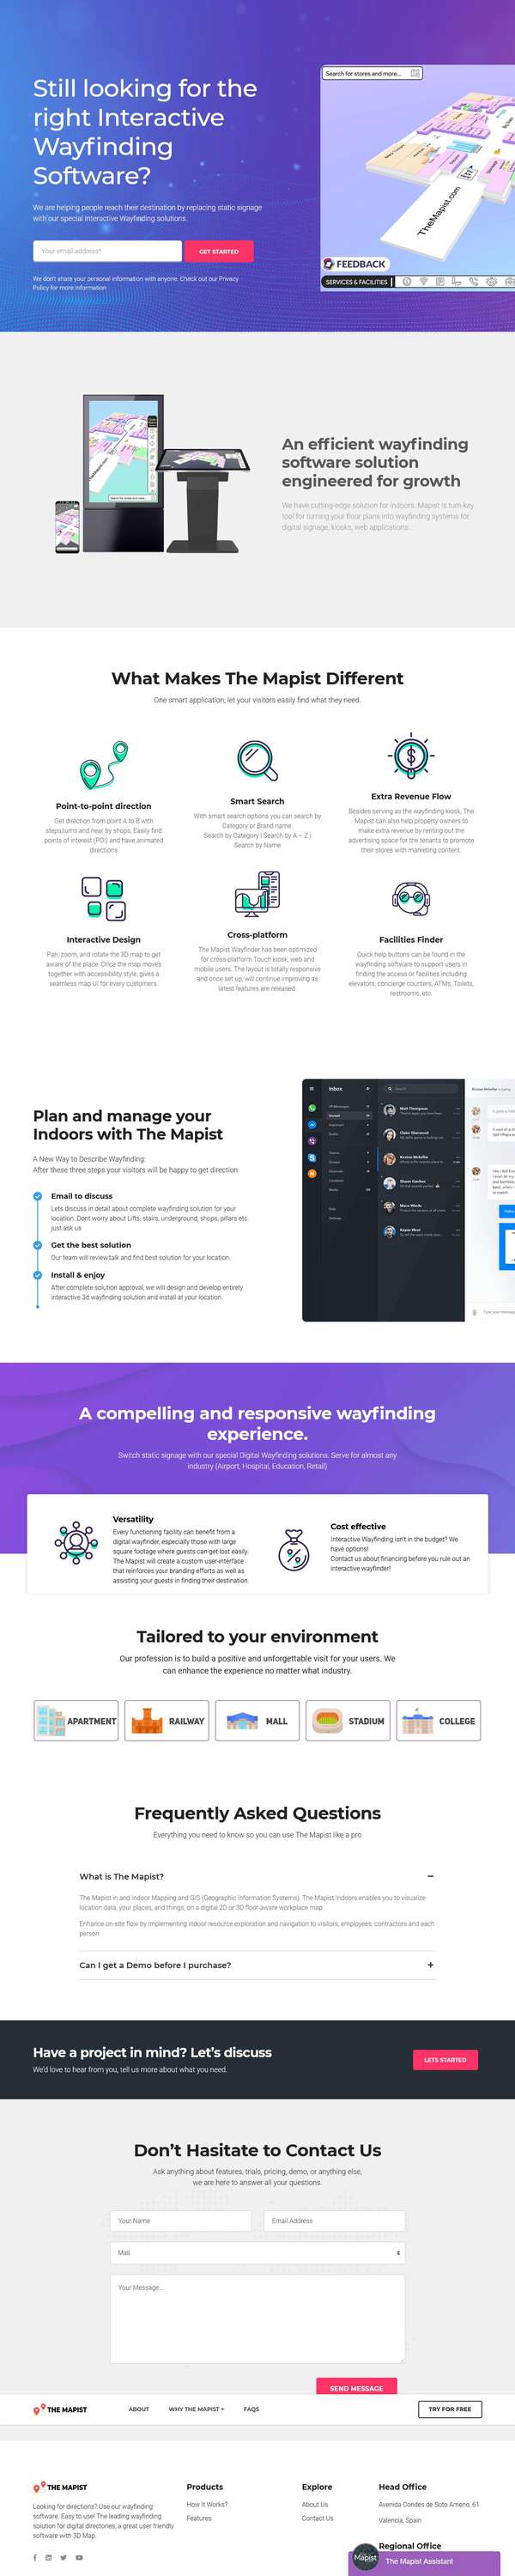 Still looking for the
right Interactive
Wayfinding
Software?
We are helping people reach their destination by replacing static signage
with our special Interactive Wayfinding solutions.
Your email address*
GET STARTED
We don't share your personal information with anyone. Check out our Privacy
Policy for more information
Search for stores and more...
TheMapist.com
FEEDBACK
SERVICES & FACILITIES
An efficient wayfinding
software solution
engineered for growth
We have cutting-edge solution for indoors. Mapist is turn-key
tool for turning your floor plans into wayfinding systems for
digital signage, kiosks, web applications.
What Makes The Mapist Different
One smart application, let your visitors easily find what they need.
Point-to-point direction
Get direction from point A to B with
steps,turns and near by shops, Easily find
points of interest (POI) and have animated
directions
Smart Search
With smart search options you can search by
Category or Brand name.
Search by Category | Search by A – Z |
Search by Name
Extra Revenue Flow
Besides serving as the wayfinding kiosk, The
Mapist can also help property owners to
make extra revenue by renting out the
advertising space for the tenants to promote
their stores with marketing content.
Interactive Design
Pan, zoom, and rotate the 3D map to get
aware of the place. Once the map moves
together with accessibility style, gives a
seamless map UI for every customers
Cross-platform
The Mapist Wayfinder has been optimized
for cross-platform Touch kiosk, web and
mobile users. The layout is totally responsive
and once set up, will continue improving as
latest features are released
Facilities Finder
Quick help buttons can be found in the
wayfinding software to support users in
finding the access or facilities including
elevators, concierge counters, ATMs, Toilets,
restrooms, etc.
Plan and manage your
Indoors with The Mapist
A New Way to Describe Wayfinding:
After these three steps your visitors will be happy to get direction.
Email to discuss
Lets discuss in detail about complete wayfinding solution for your
location. Dont worry about Lifts, stairs, underground, shops, pillars etc.
just ask us
Get the best solution
Our team will review,talk and find best solution for your location.
Install & enjoy
After complete solution approval, we will design and develop entirely
interactive 3d wayfinding solution and install at your location.
Inbox
A compelling and responsive wayfinding
experience.
Switch static signage with our special Digital Wayfinding solutions. Serve for almost any
industry (Airport, Hospital, Education, Retail)
Versatility
Every functioning facility can benefit from a
digital wayfinder, especially those with large
square footage where guests can get lost easily.
The Mapist will create a custom user-interface
that reinforces your branding efforts as well as
assisting your guests in finding their destination.
Cost effective
Interactive Wayfinding isn't in the budget? We
have options!
Contact us about financing before you rule out an
interactive wayfinder!
Tailored to your environment
Our profession is to build a positive and unforgettable visit for your users. We
can enhance the experience no matter what industry.
APARTMENT
RAILWAY
MALL
STADIUM
COLLEGE
Frequently Asked Questions
Everything you need to know so you can use The Mapist like a pro
What is The Mapist?
The Mapist in and indoor Mapping and GIS (Geographic Information Systems). The Mapist Indoors enables you to visualize
location data, your places, and things, on a digital 2D or 3D floor-aware workplace map.
Enhance on-site flow by implementing indoor resource exploration and navigation to visitors, employees, contractors and each
person.
Can I get a Demo before I purchase?
Have a project in mind? Let's discuss
We'd love to hear from you, tell us more about what you need.
LETS STARTED
Don't Hasitate to Contact Us
Ask anything about features, trials, pricing, demo, or anything else,
we are here to answer all your questions.
Your Name
Email Address
Mall
Your Message...
SEND MESSAGE
THE MAPIST
ABOUT
WHY THE MAPIST
FAQS
TRY FOR FREE
THE MAPIST
Looking for directions? Use our wayfinding
software. Easy to use! The leading wayfinding
solution for digital directories, a great user friendly
software with 3D Map.
Products
How It Works?
Features
Explore
About Us
Contact Us
Head Office
Avenida Condes de Soto Ameno, 61
Valencia, Spain
Regional Office
Mapist
The Mapist Assistant